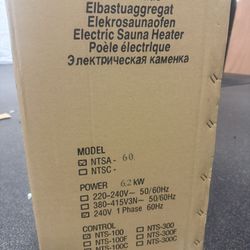 Elbastuaggregat
Elekrosaunaofen
Electric Sauna Heater
Poèle électrique
Электрическая каменка
MODEL
NTSA- 60
NTSC-
POWER 6.2 kW
220-240V~ 50/60Hz
380-415V3N~ 50/60Hz
240V 1 Phase 60Hz
CONTROL
NTS-100 NTS-300
NTS-100F NTS-300F
NTS-100C NTS-300C